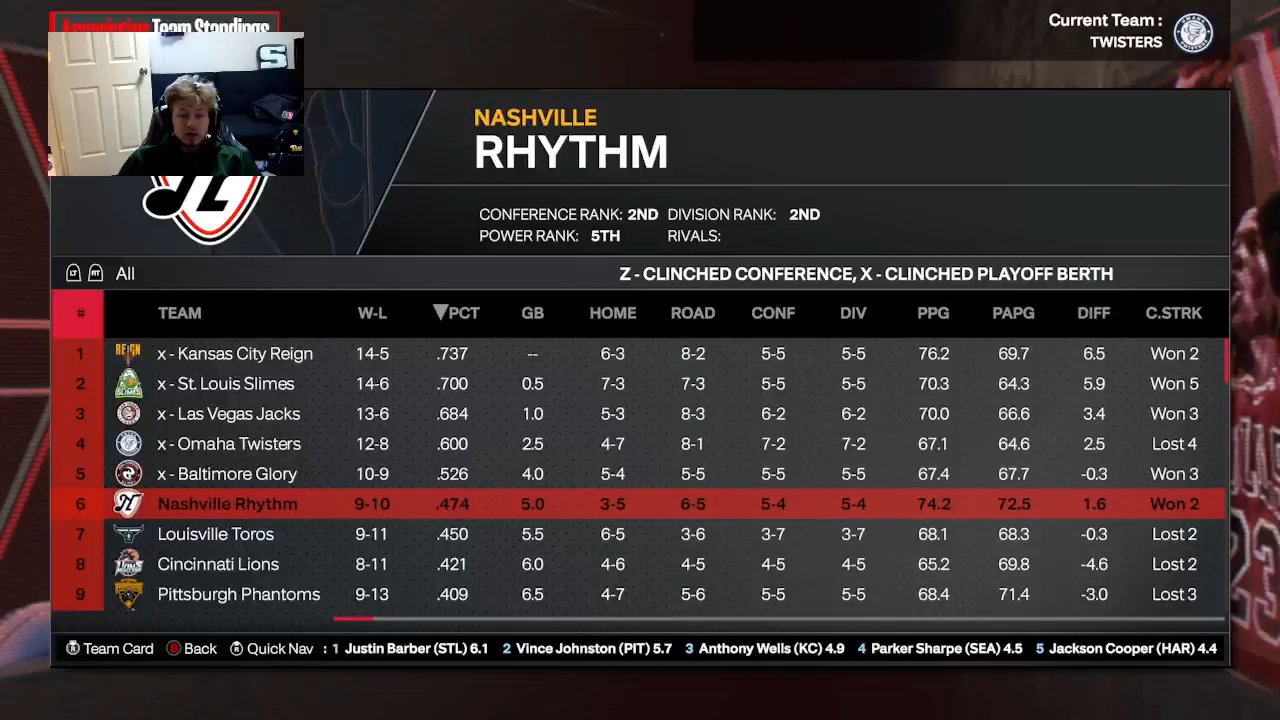 Association Team Standings
Current Team :
TWISTERS
NASHVILLE
RHYTHM
CONFERENCE RANK: 2ND DIVISION RANK: 2ND
POWER RANK: 5TH RIVALS:
LT RT All
Z - CLINCHED CONFERENCE, X - CLINCHED PLAYOFF BERTH
# TEAM W-L ▼PCT GB HOME ROAD CONF DIV PPG PAPG DIFF C.STRK
1 REIGN x - Kansas City Reign 14-5 .737 -- 6-3 8-2 5-5 5-5 76.2 69.7 6.5 Won 2
2 SLIMES x - St. Louis Slimes 14-6 .700 0.5 7-3 7-3 5-5 5-5 70.3 64.3 5.9 Won 5
3 x - Las Vegas Jacks 13-6 .684 1.0 5-3 8-3 6-2 6-2 70.0 66.6 3.4 Won 3
4 x - Omaha Twisters 12-8 .600 2.5 4-7 8-1 7-2 7-2 67.1 64.6 2.5 Lost 4
5 x - Baltimore Glory 10-9 .526 4.0 5-4 5-5 5-5 5-5 67.4 67.7 -0.3 Won 3
6 Nashville Rhythm 9-10 .474 5.0 3-5 6-5 5-4 5-4 74.2 72.5 1.6 Won 2
7 Louisville Toros 9-11 .450 5.5 6-5 3-6 3-7 3-7 68.1 68.3 -0.3 Lost 2
8 LIONS Cincinnati Lions 8-11 .421 6.0 4-6 4-5 4-5 4-5 65.2 69.8 -4.6 Lost 2
9 Pittsburgh Phantoms 9-13 .409 6.5 4-7 5-6 5-5 5-5 68.4 71.4 -3.0 Lost 3
Team Card B Back R Quick Nav : 1 Justin Barber (STL) 6.1 2 Vince Johnston (PIT) 5.7 3 Anthony Wells (KC) 4.9 4 Parker Sharpe (SEA) 4.5 5 Jackson Cooper (HAR) 4.4
23